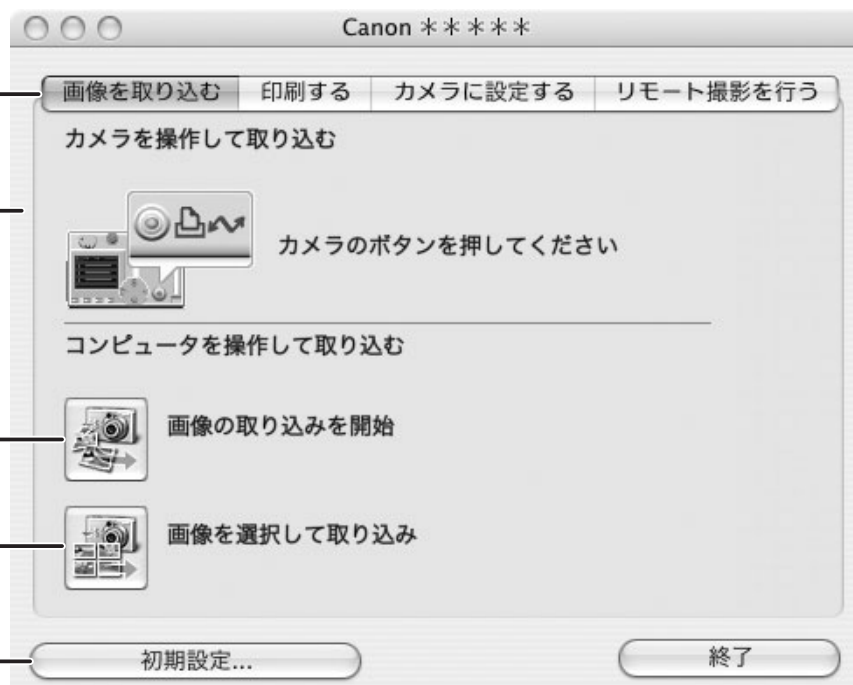 Canon ＊＊＊＊＊
画像を取り込む 印刷する カメラに設定する リモート撮影を行う
カメラを操作して取り込む
カメラのボタンを押してください
コンピュータを操作して取り込む
画像の取り込みを開始
画像を選択して取り込み
初期設定... 終了